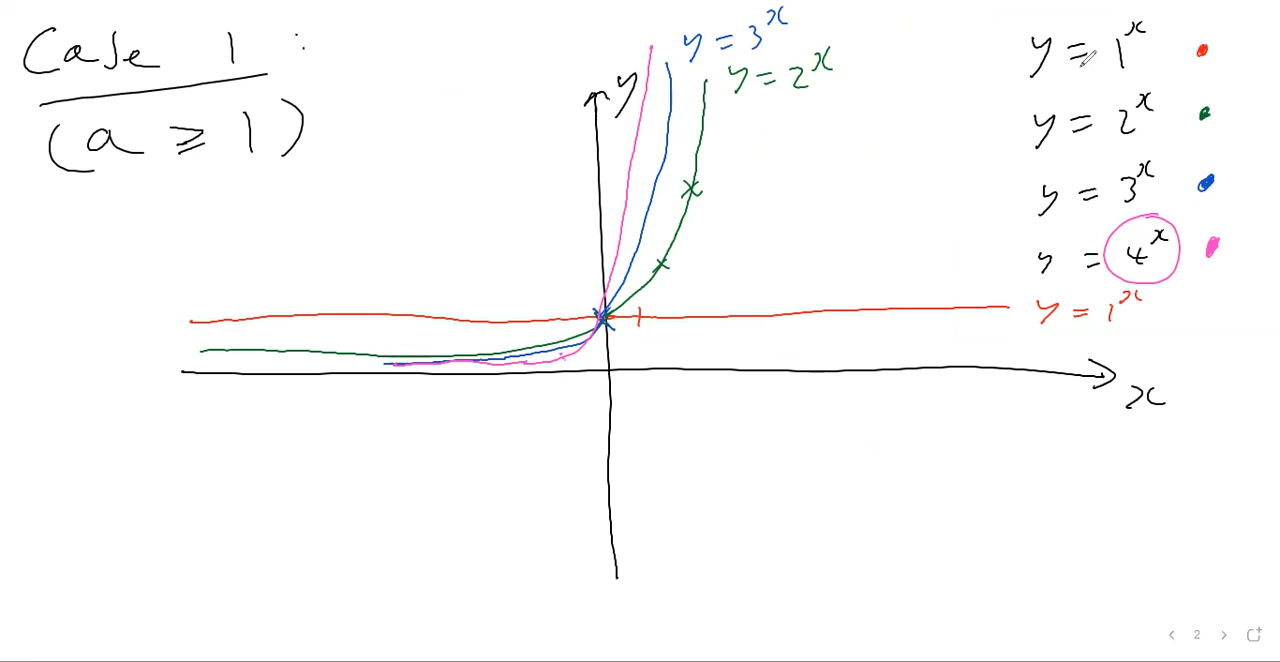 Case 1 :
(a ⩾ 1)
y = 3^x
y = 2^x
y
y = 1^x
y = 2^x
y = 3^x
y = 4^x
y = 1^x
1
x
< 2 >